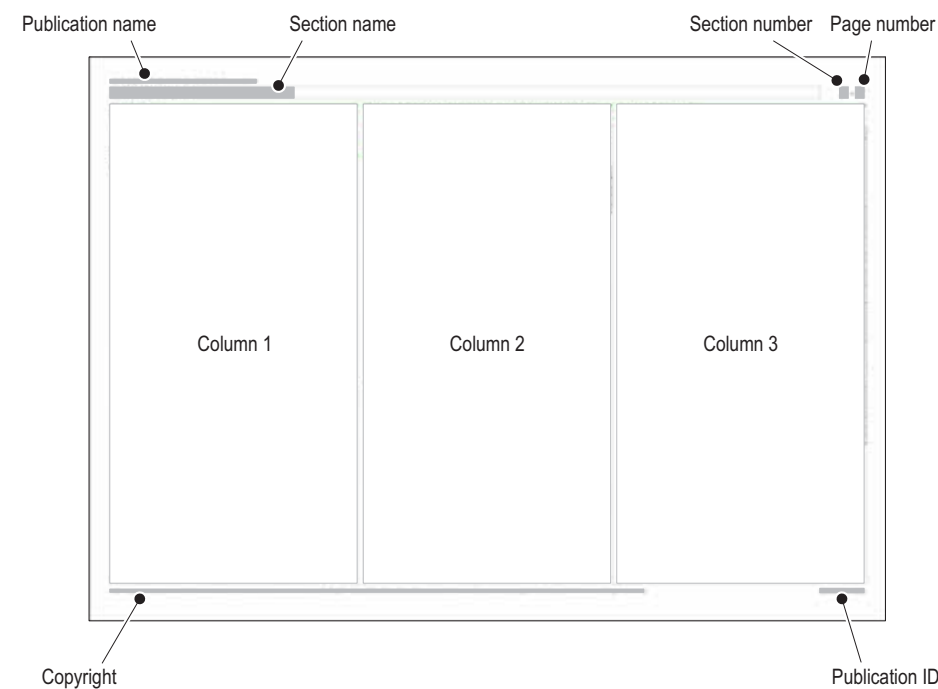 Publication name
Section name
Section number
Page number
Column 1
Column 2
Column 3
Copyright
Publication ID